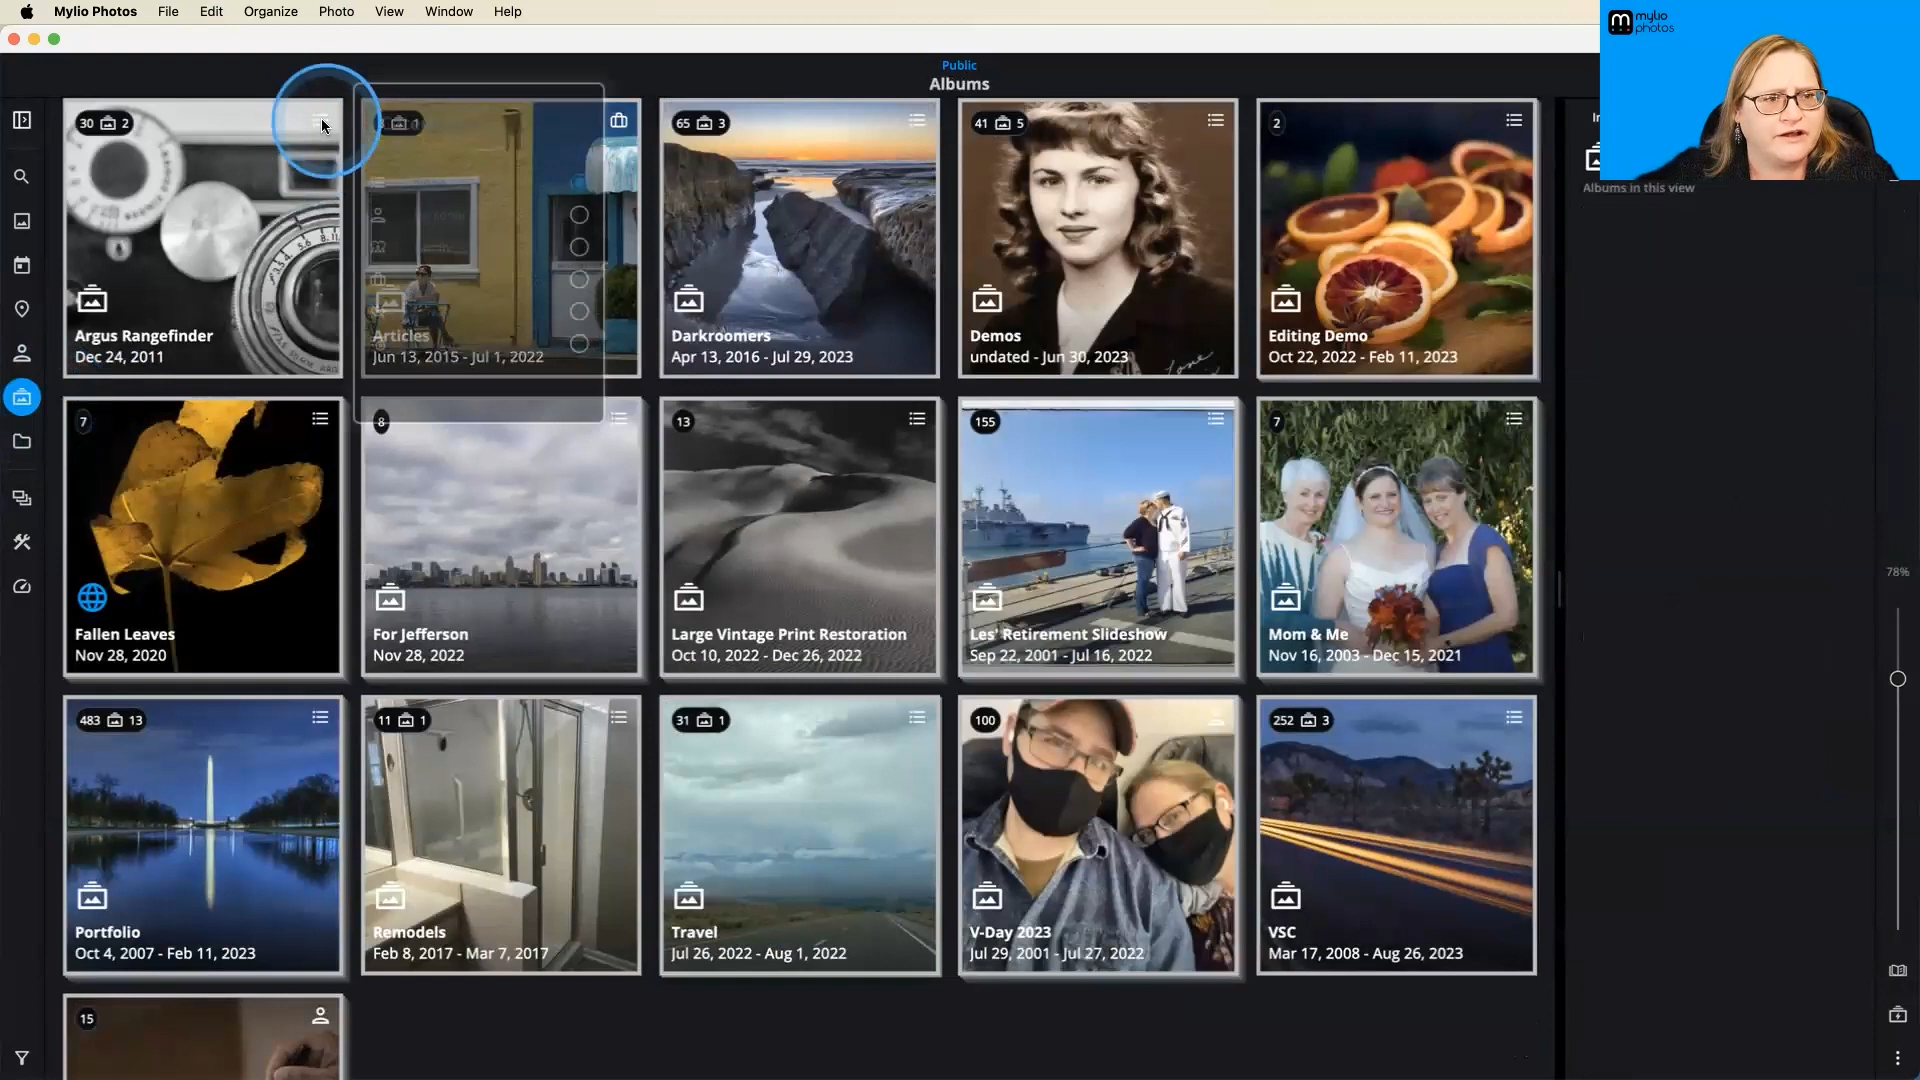 Mylio Photos File Edit Organize Photo View Window Help
mylio
photos
Public
Albums
Albums in this view
30 2
Argus Rangefinder
Dec 24, 2011
1
Articles
Jun 13, 2015 - Jul 1, 2022
65 3
Darkroomers
Apr 13, 2016 - Jul 29, 2023
41 5
Demos
undated - Jun 30, 2023
2
Editing Demo
Oct 22, 2022 - Feb 11, 2023
7
Fallen Leaves
Nov 28, 2020
8
For Jefferson
Nov 28, 2022
13
Large Vintage Print Restoration
Oct 10, 2022 - Dec 26, 2022
155
Les' Retirement Slideshow
Sep 22, 2001 - Jul 16, 2022
7
Mom & Me
Nov 16, 2003 - Dec 15, 2021
78%
483 13
Portfolio
Oct 4, 2007 - Feb 11, 2023
11 1
Remodels
Feb 8, 2017 - Mar 7, 2017
31 1
Travel
Jul 26, 2022 - Aug 1, 2022
100
V-Day 2023
Jul 29, 2001 - Jul 27, 2022
252 3
VSC
Mar 17, 2008 - Aug 26, 2023
15